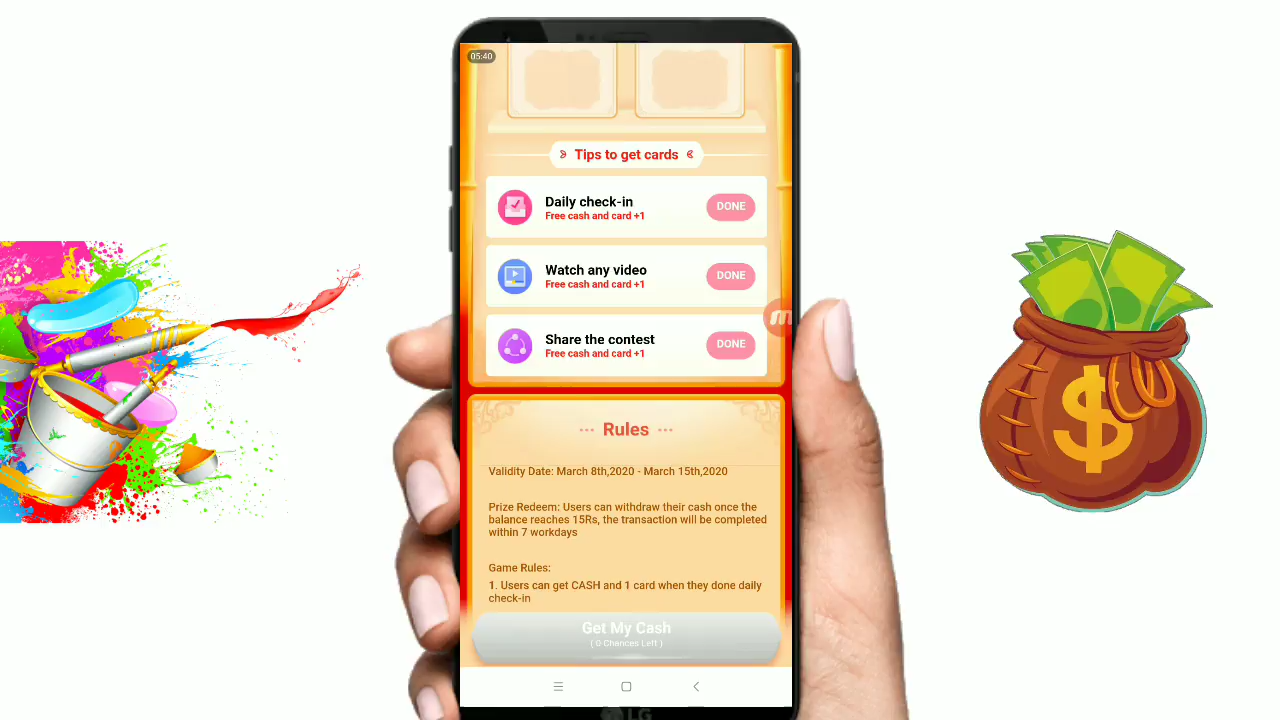 05:40
Tips to get cards
Daily check-in
Free cash and card +1
DONE
Watch any video
Free cash and card +1
DONE
Share the contest
Free cash and card +1
DONE
Rules
Validity Date: March 8th,2020 - March 15th,2020
Prize Redeem: Users can withdraw their cash once the
balance reaches 15Rs, the transaction will be completed
within 7 workdays
Game Rules:
1. Users can get CASH and 1 card when they done daily
check-in
Get My Cash
( 0 Chances Left )
LG
$